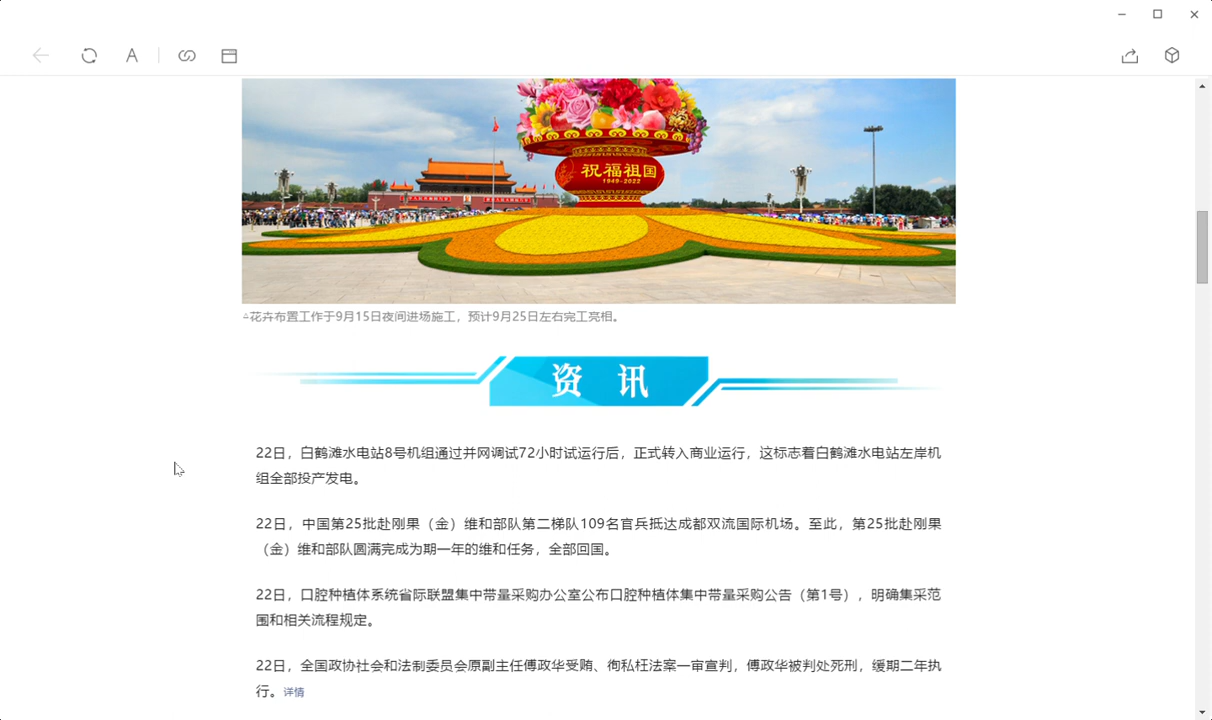 A
祝福祖国
1949-2022
△花卉布置工作于9月15日夜间进场施工，预计9月25日左右完工亮相。
资 讯
22日，白鹤滩水电站8号机组通过并网调试72小时试运行后，正式转入商业运行，这标志着白鹤滩水电站左岸机
组全部投产发电。
22日，中国第25批赴刚果（金）维和部队第二梯队109名官兵抵达成都双流国际机场。至此，第25批赴刚果
（金）维和部队圆满完成为期一年的维和任务，全部回国。
22日，口腔种植体系统省际联盟集中带量采购办公室公布口腔种植体集中带量采购公告（第1号），明确集采范
围和相关流程规定。
22日，全国政协社会和法制委员会原副主任傅政华受贿、徇私枉法案一审宣判，傅政华被判处死刑，缓期二年执
行。详情